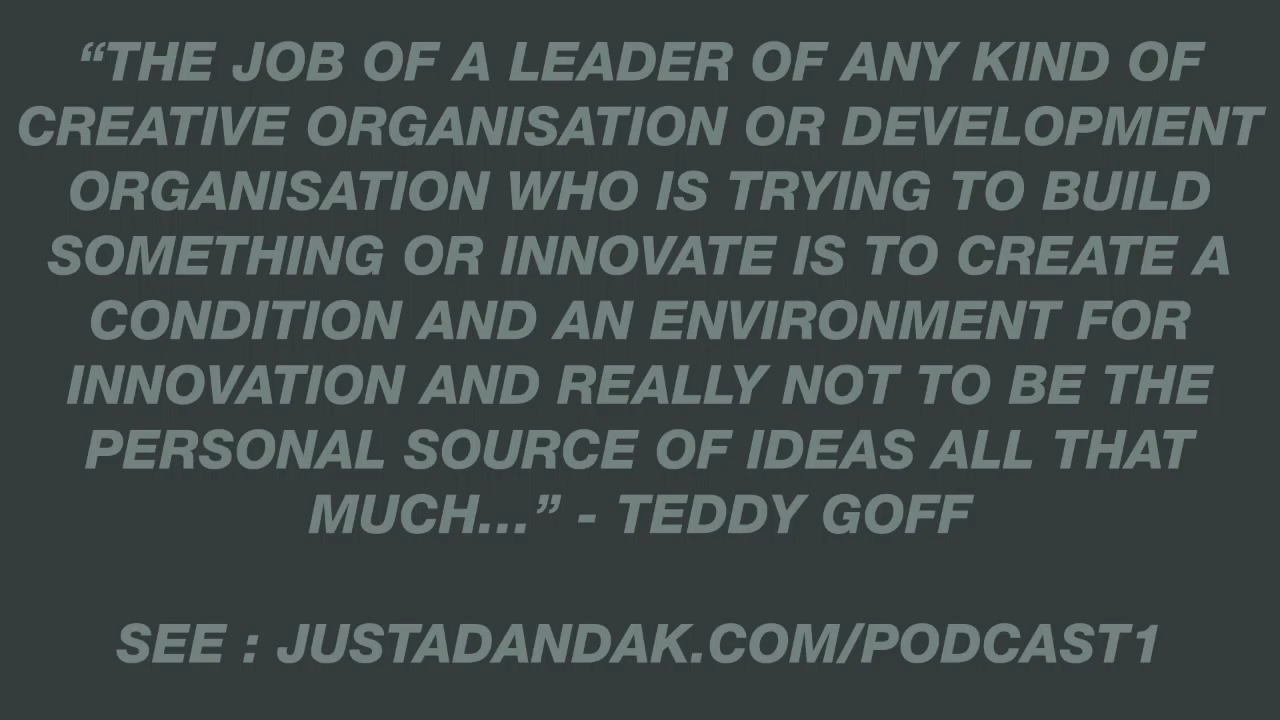 “THE JOB OF A LEADER OF ANY KIND OF
CREATIVE ORGANISATION OR DEVELOPMENT
ORGANISATION WHO IS TRYING TO BUILD
SOMETHING OR INNOVATE IS TO CREATE A
CONDITION AND AN ENVIRONMENT FOR
INNOVATION AND REALLY NOT TO BE THE
PERSONAL SOURCE OF IDEAS ALL THAT
MUCH...” - TEDDY GOFF
SEE : JUSTADANDAK.COM/PODCAST1